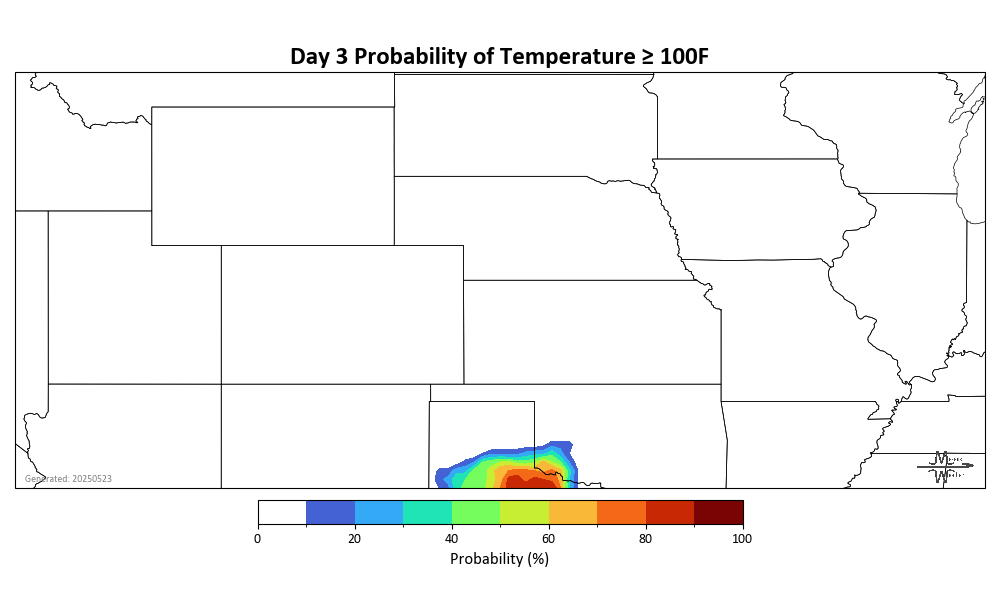 Day 3 Probability of Temperature ≥ 100F
Generated: 20250523
0 20 40 60 80 100
Probability (%)